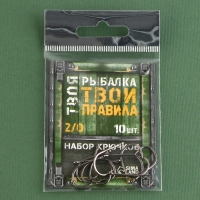 ТВОЯ
РЫБАЛКА
ТВОИ
ПРАВИЛА
2/0
10 шт.
НАБОР КРЮЧКОВ